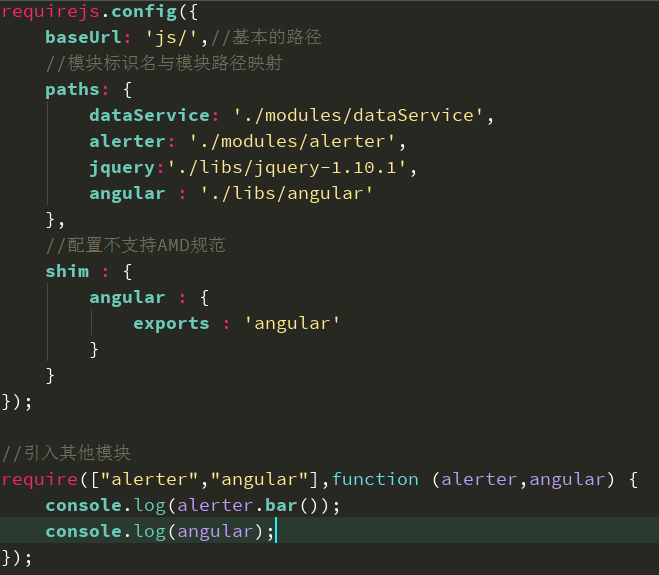 requirejs.config({
    baseUrl: 'js/',//基本的路径
    //模块标识名与模块路径映射
    paths: {
        dataService: './modules/dataService',
        alerter: './modules/alerter',
        jquery:'./libs/jquery-1.10.1',
        angular : './libs/angular'
    },
    //配置不支持AMD规范
    shim : {
        angular : {
            exports : 'angular'
        }
    }
});

//引入其他模块
require(["alerter","angular"],function (alerter,angular) {
    console.log(alerter.bar());
    console.log(angular);
});